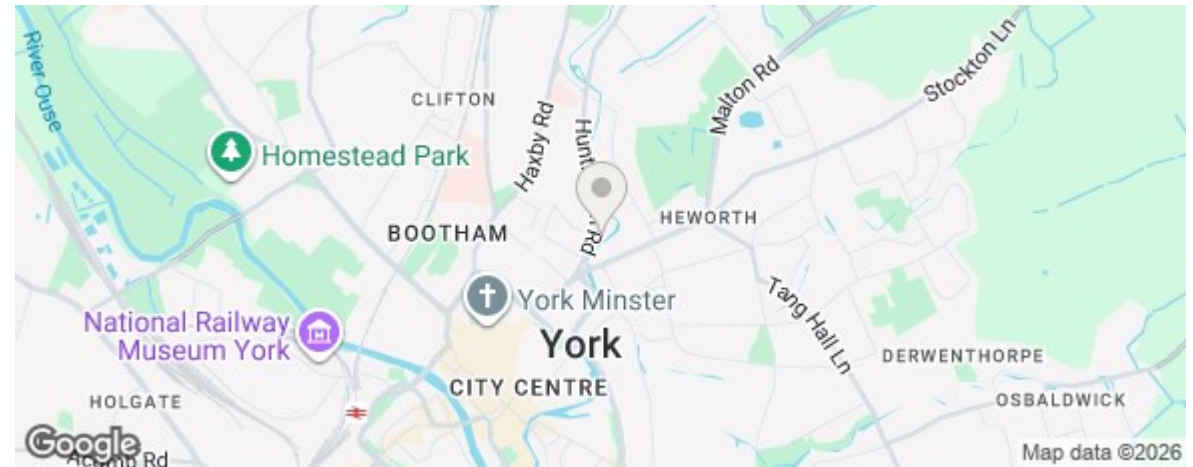 River Ouse
CLIFTON
Haxby Rd
Malton Rd
Stockton Ln
Homestead Park
Rd
HEWORTH
BOOTHAM
York Minster
National Railway
Museum York
York
Tang Hall Ln
DERWENTHORPE
CITY CENTRE
HOLGATE
OSBALDWICK
Google
Map data ©2026